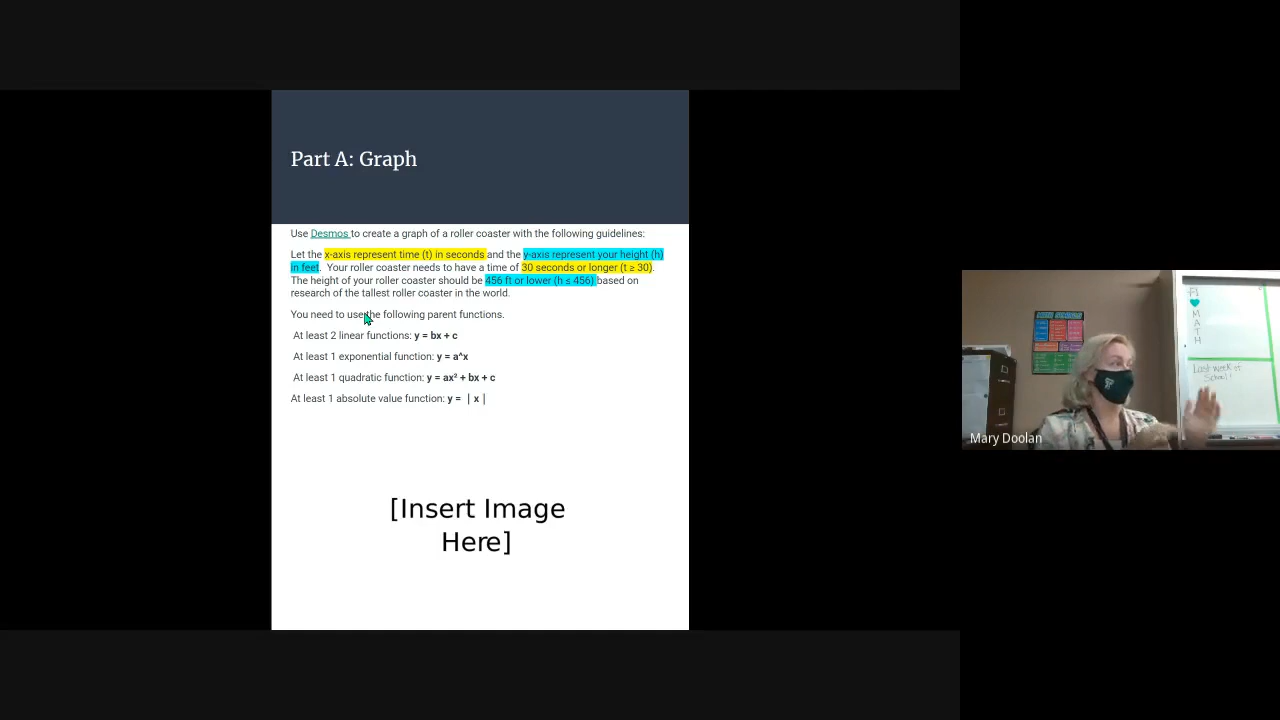 Part A: Graph
Use Desmos to create a graph of a roller coaster with the following guidelines:
Let the x-axis represent time (t) in seconds and the y-axis represent your height (h)
in feet. Your roller coaster needs to have a time of 30 seconds or longer (t ≥ 30).
The height of your roller coaster should be 456 ft or lower (h ≤ 456) based on
research of the tallest roller coaster in the world.
You need to use the following parent functions.
At least 2 linear functions: y = bx + c
At least 1 exponential function: y = a^x
At least 1 quadratic function: y = ax² + bx + c
At least 1 absolute value function: y = | x |
[Insert Image
Here]
M
A
T
H
Last week of
School!
Mary Doolan